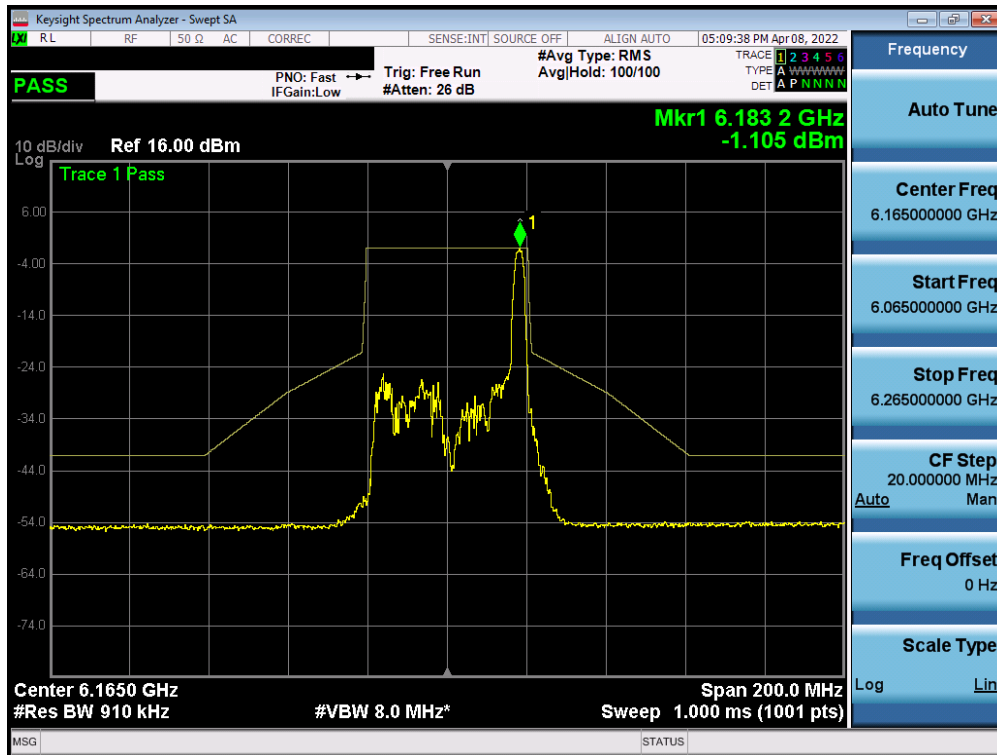 Keysight Spectrum Analyzer - Swept SA
LXI RL RF 50 Ω AC CORREC SENSE:INT SOURCE OFF ALIGN AUTO 05:09:38 PM Apr 08, 2022
PASS
PNO: Fast
IFGain:Low
Trig: Free Run
#Atten: 26 dB
#Avg Type: RMS
Avg|Hold: 100/100
TRACE 1 2 3 4 5 6
TYPE A WWWWW
DET A P N N N N
Mkr1 6.183 2 GHz
-1.105 dBm
10 dB/div
Log
Ref 16.00 dBm
Trace 1 Pass
1
6.00
-4.00
-14.0
-24.0
-34.0
-44.0
-54.0
-64.0
-74.0
Center 6.1650 GHz
Span 200.0 MHz
#Res BW 910 kHz
#VBW 8.0 MHz*
Sweep 1.000 ms (1001 pts)
MSG
STATUS
Frequency
Auto Tune
Center Freq
6.165000000 GHz
Start Freq
6.065000000 GHz
Stop Freq
6.265000000 GHz
CF Step
20.000000 MHz
Auto Man
Freq Offset
0 Hz
Scale Type
Log Lin